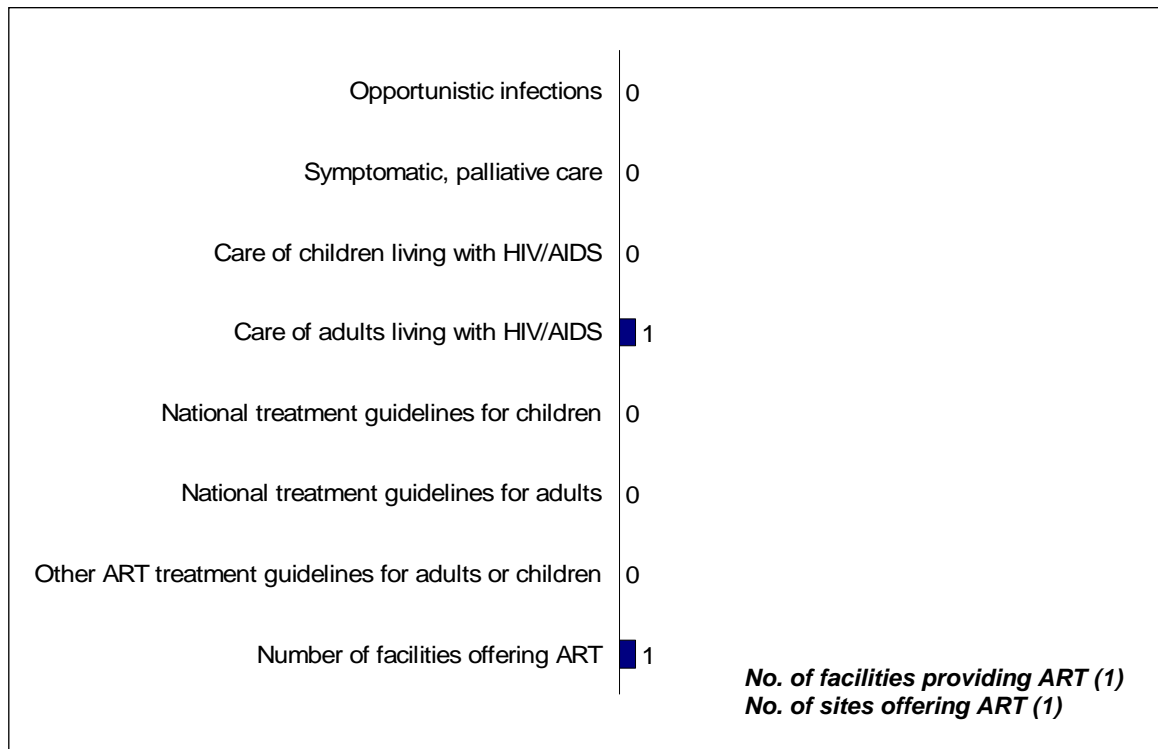 Opportunistic infections 0
Symptomatic, palliative care 0
Care of children living with HIV/AIDS 0
Care of adults living with HIV/AIDS 1
National treatment guidelines for children 0
National treatment guidelines for adults 0
Other ART treatment guidelines for adults or children 0
Number of facilities offering ART 1
No. of facilities providing ART (1)
No. of sites offering ART (1)